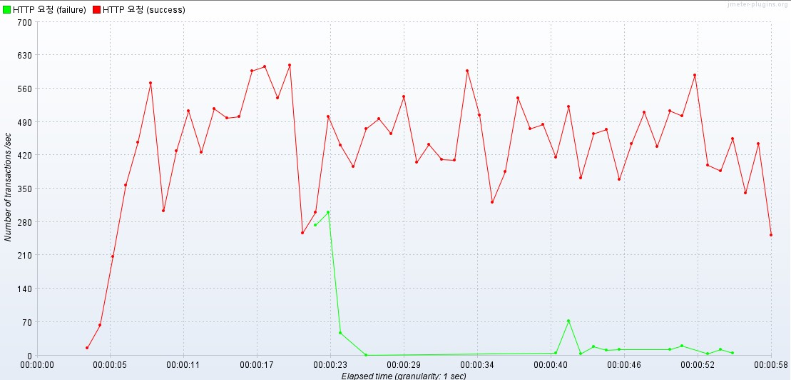 jmeter-plugins.org
HTTP 요청 (failure) HTTP 요청 (success)
700
630
560
490
420
350
280
210
140
70
0
Number of transactions /sec
00:00:00 00:00:05 00:00:11 00:00:17 00:00:23 00:00:29 00:00:34 00:00:40 00:00:46 00:00:52 00:00:58
Elapsed time (granularity: 1 sec)